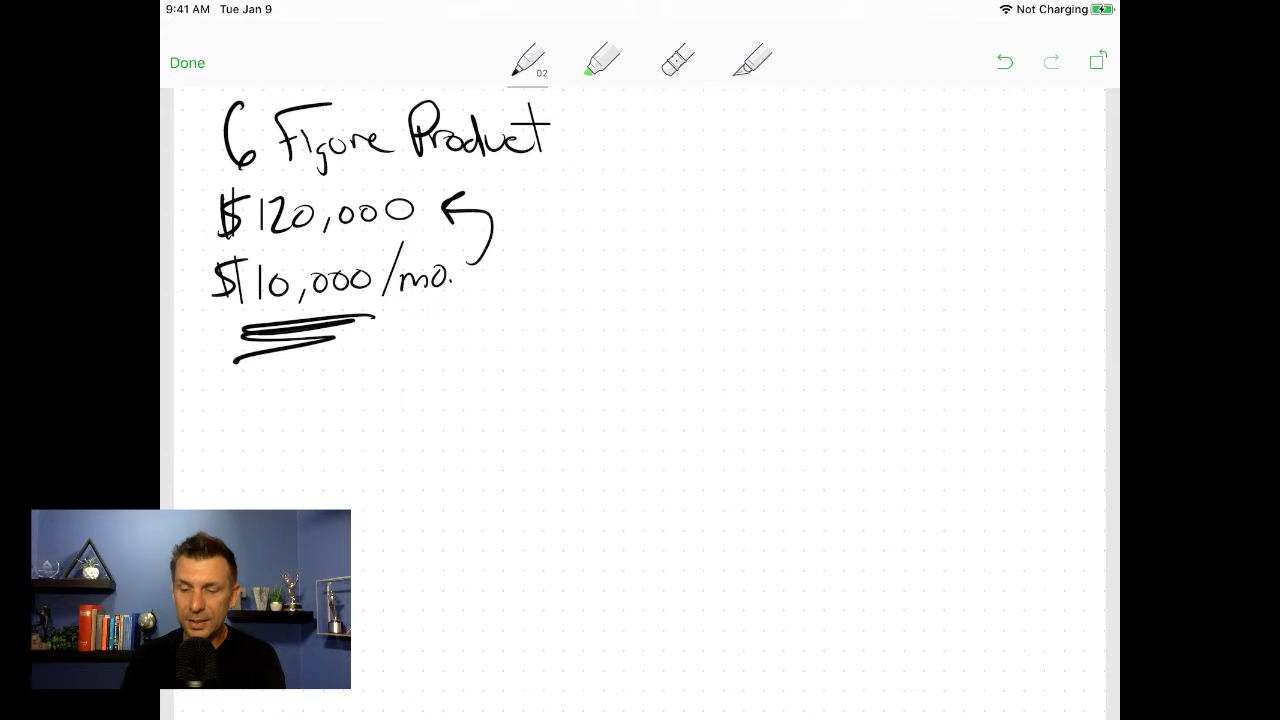 9:41 AM Tue Jan 9
Not Charging
Done
02
6 Figure Product
$120,000
$10,000/mo.